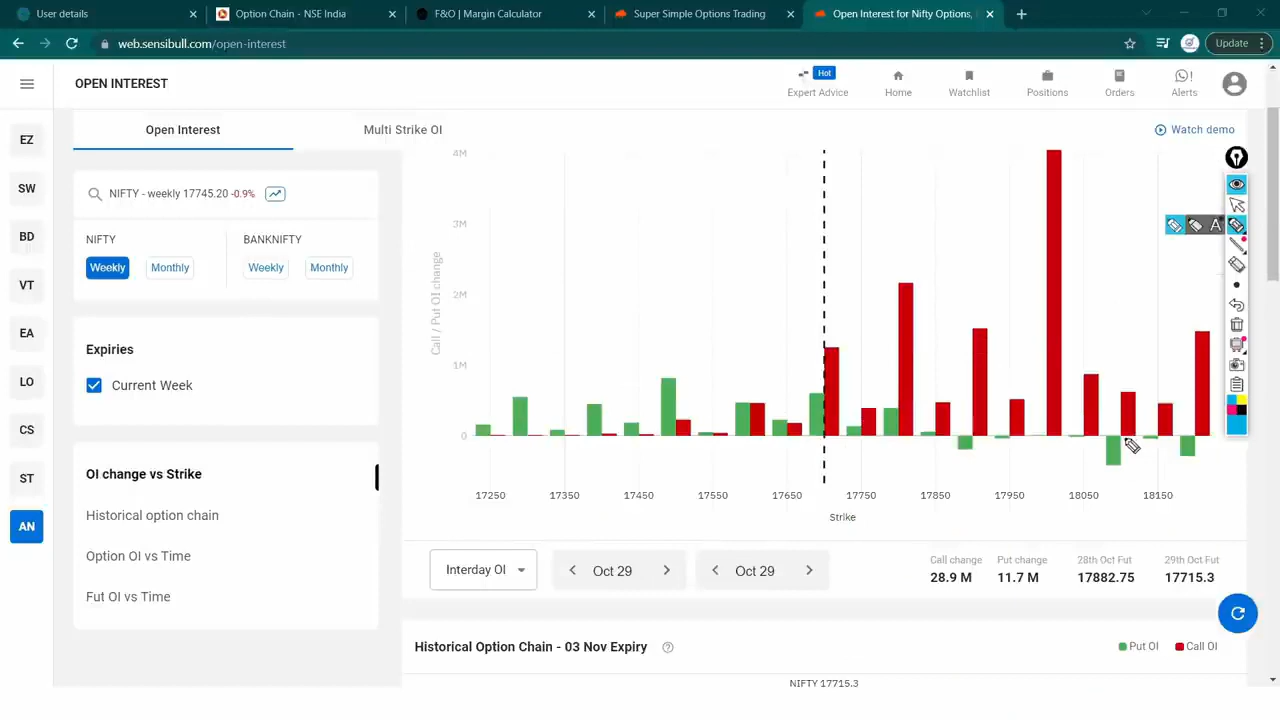 User details
Option Chain - NSE India
F&O | Margin Calculator
Super Simple Options Trading
Open Interest for Nifty Options,
web.sensibull.com/open-interest
Update
OPEN INTEREST
Hot
Expert Advice
Home
Watchlist
Positions
Orders
Alerts
EZ
SW
BD
VT
EA
LO
CS
ST
AN
Open Interest
Multi Strike OI
Watch demo
NIFTY - weekly 17745.20 -0.9%
NIFTY
BANKNIFTY
Weekly
Monthly
Weekly
Monthly
Expiries
Current Week
OI change vs Strike
Historical option chain
Option OI vs Time
Fut OI vs Time
Call / Put OI change
4M
3M
2M
1M
0
17250 17350 17450 17550 17650 17750 17850 17950 18050 18150
Strike
A
Interday OI
Oct 29
Oct 29
Call change Put change 28th Oct Fut 29th Oct Fut
28.9 M 11.7 M 17882.75 17715.3
Historical Option Chain - 03 Nov Expiry
Put OI Call OI
NIFTY 17715.3